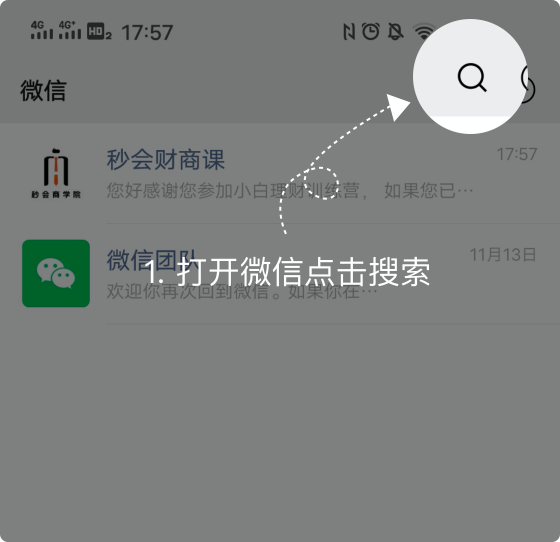 4G 4G+ HD 2 17:57
微信
秒会财商课 17:57
秒会商学院
您好感谢您参加小白理财训练营， 如果您已…
微信团队 11月13日
1. 打开微信点击搜索
欢迎你再次回到微信。如果你在…